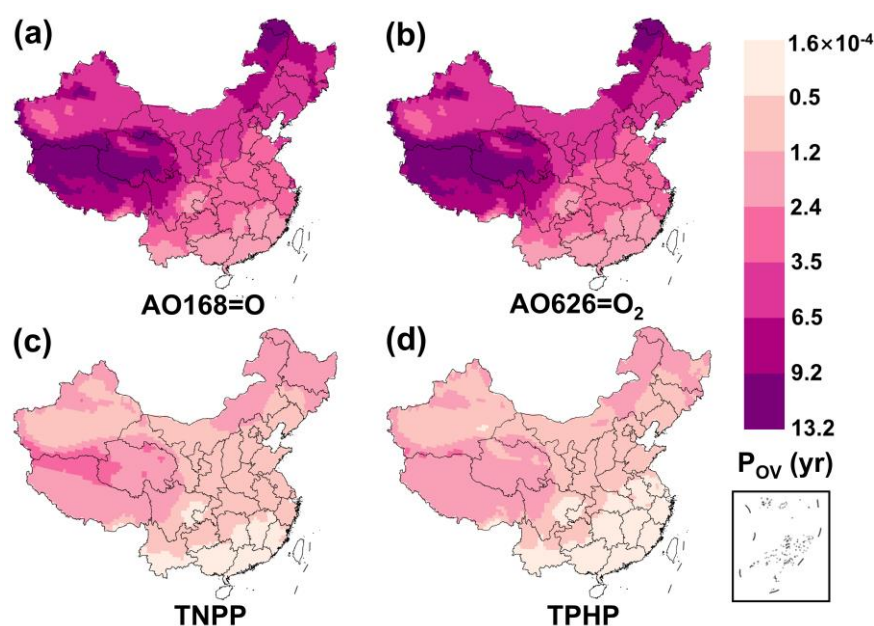 (a)
(b)
AO168=O
AO626=O₂
(c)
(d)
TNPP
TPHP
1.6×10⁻⁴
0.5
1.2
2.4
3.5
6.5
9.2
13.2
P_OV (yr)